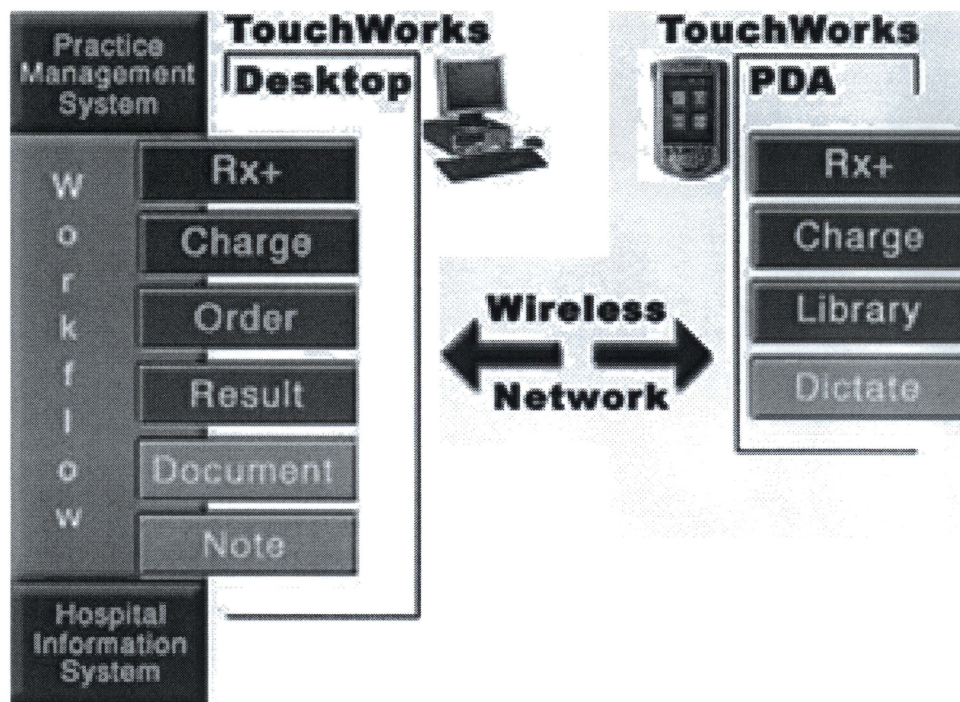 Practice
Management
System
TouchWorks
Desktop
TouchWorks
PDA
Workflow
Rx+
Charge
Order
Result
Document
Note
Wireless
Network
Rx+
Charge
Library
Dictate
Hospital
Information
System